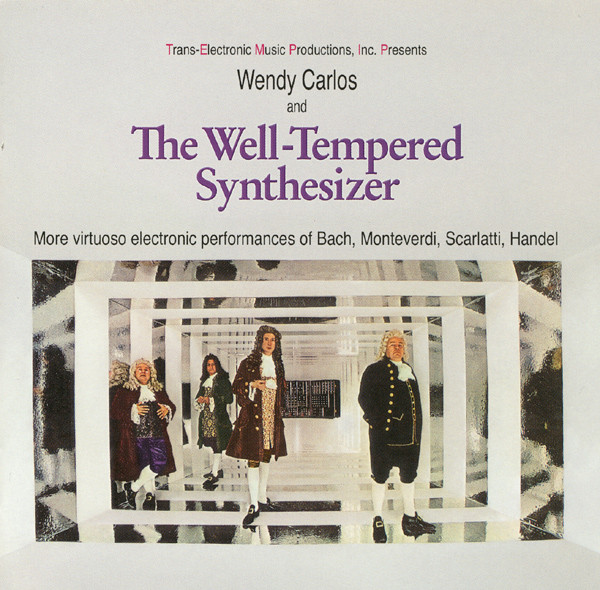 Trans-Electronic Music Productions, Inc. Presents
Wendy Carlos
and
The Well-Tempered
Synthesizer
More virtuoso electronic performances of Bach, Monteverdi, Scarlatti, Handel